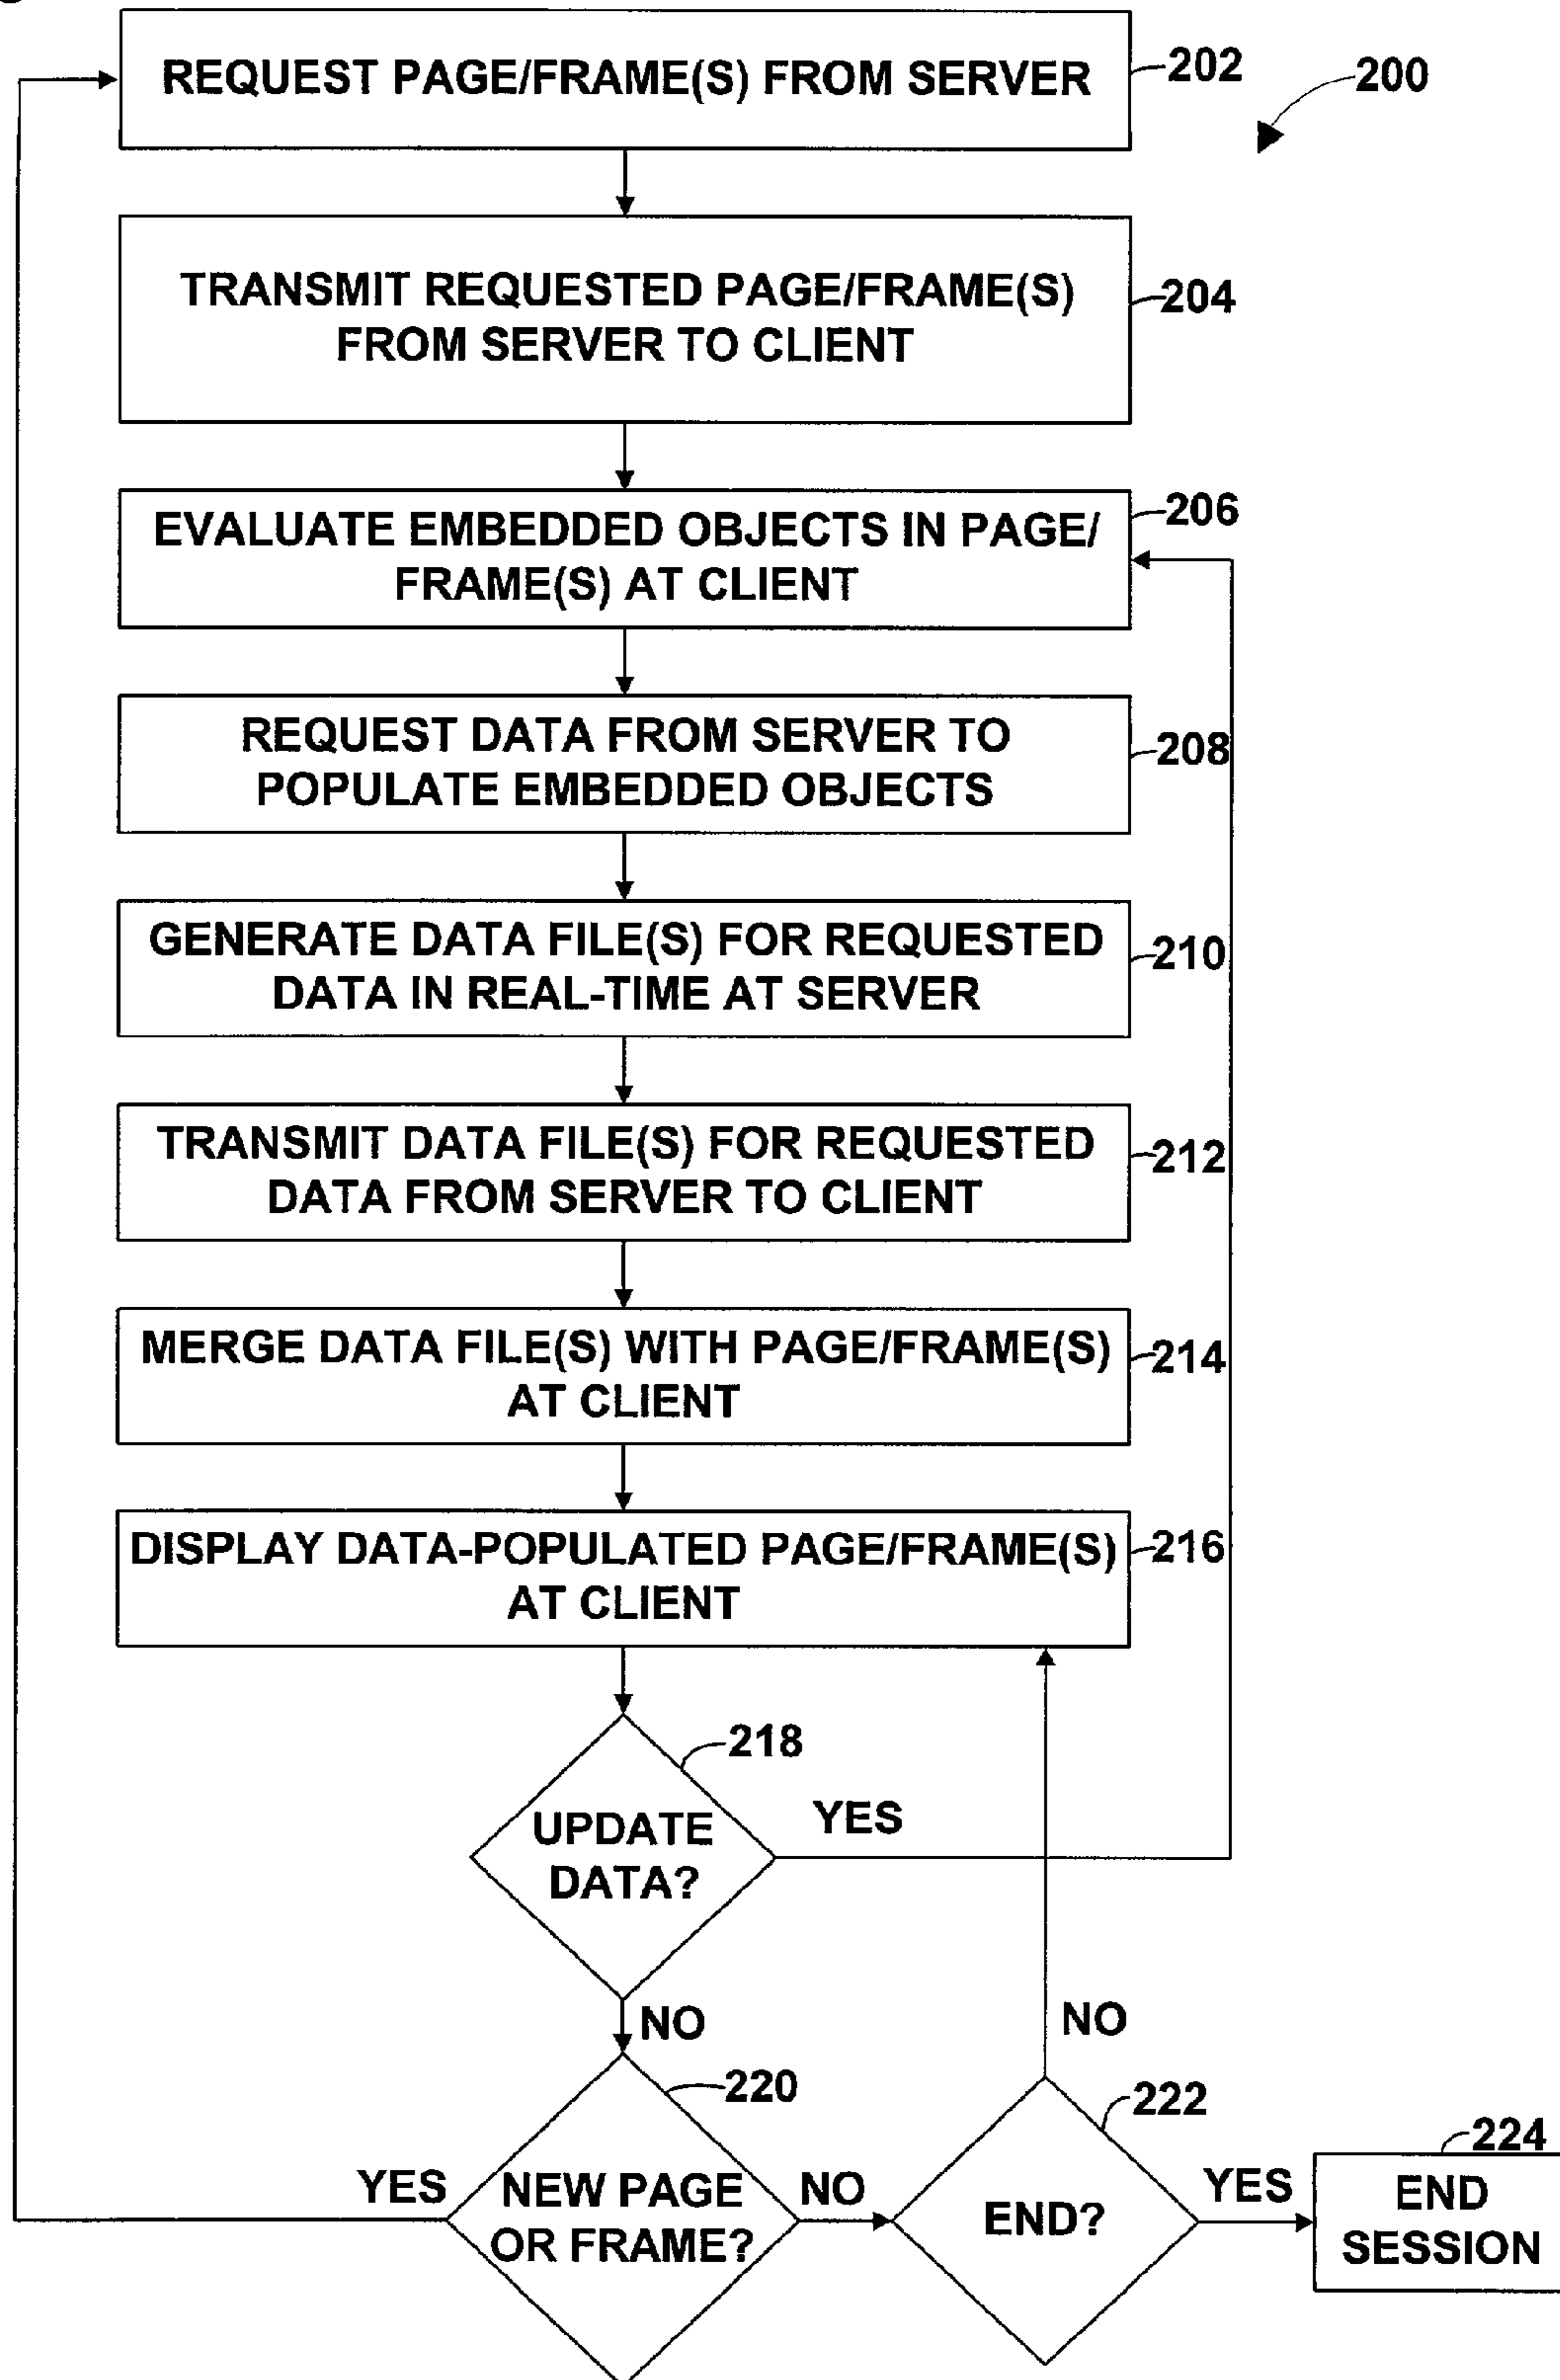 REQUEST PAGE/FRAME(S) FROM SERVER
202
200
TRANSMIT REQUESTED PAGE/FRAME(S)
FROM SERVER TO CLIENT
204
EVALUATE EMBEDDED OBJECTS IN PAGE/
FRAME(S) AT CLIENT
206
REQUEST DATA FROM SERVER TO
POPULATE EMBEDDED OBJECTS
208
GENERATE DATA FILE(S) FOR REQUESTED
DATA IN REAL-TIME AT SERVER
210
TRANSMIT DATA FILE(S) FOR REQUESTED
DATA FROM SERVER TO CLIENT
212
MERGE DATA FILE(S) WITH PAGE/FRAME(S)
AT CLIENT
214
DISPLAY DATA-POPULATED PAGE/FRAME(S)
AT CLIENT
216
218
UPDATE
DATA?
YES
NO
220
NEW PAGE
OR FRAME?
YES
NO
222
END?
NO
YES
224
END
SESSION